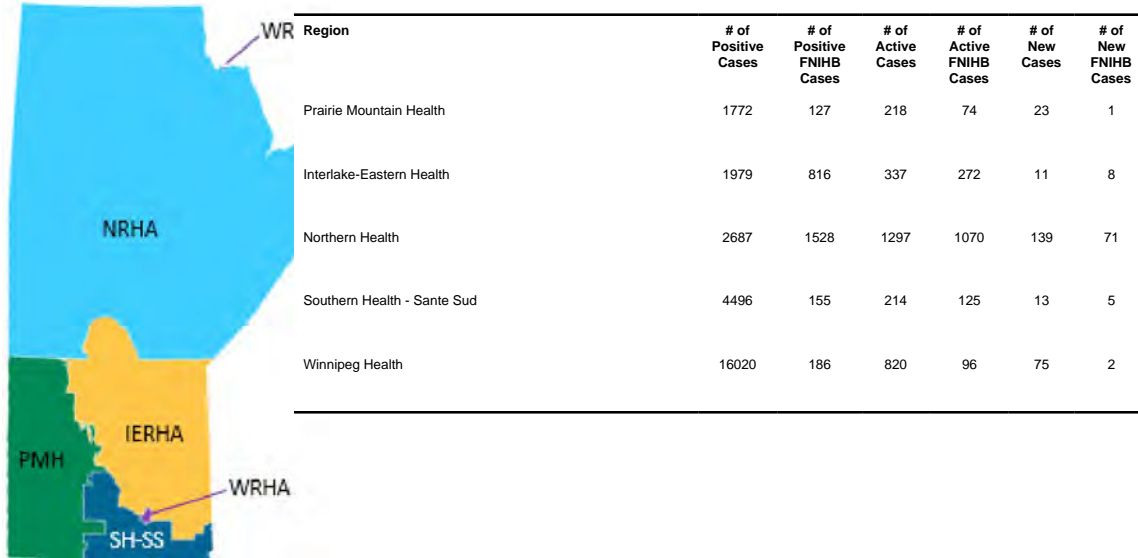 WR
NRHA
IERHA
PMH
WRHA
SH-SS
Region # of Positive Cases # of Positive FNIHB Cases # of Active Cases # of Active FNIHB Cases # of New Cases # of New FNIHB Cases
Prairie Mountain Health 1772 127 218 74 23 1
Interlake-Eastern Health 1979 816 337 272 11 8
Northern Health 2687 1528 1297 1070 139 71
Southern Health - Sante Sud 4496 155 214 125 13 5
Winnipeg Health 16020 186 820 96 75 2